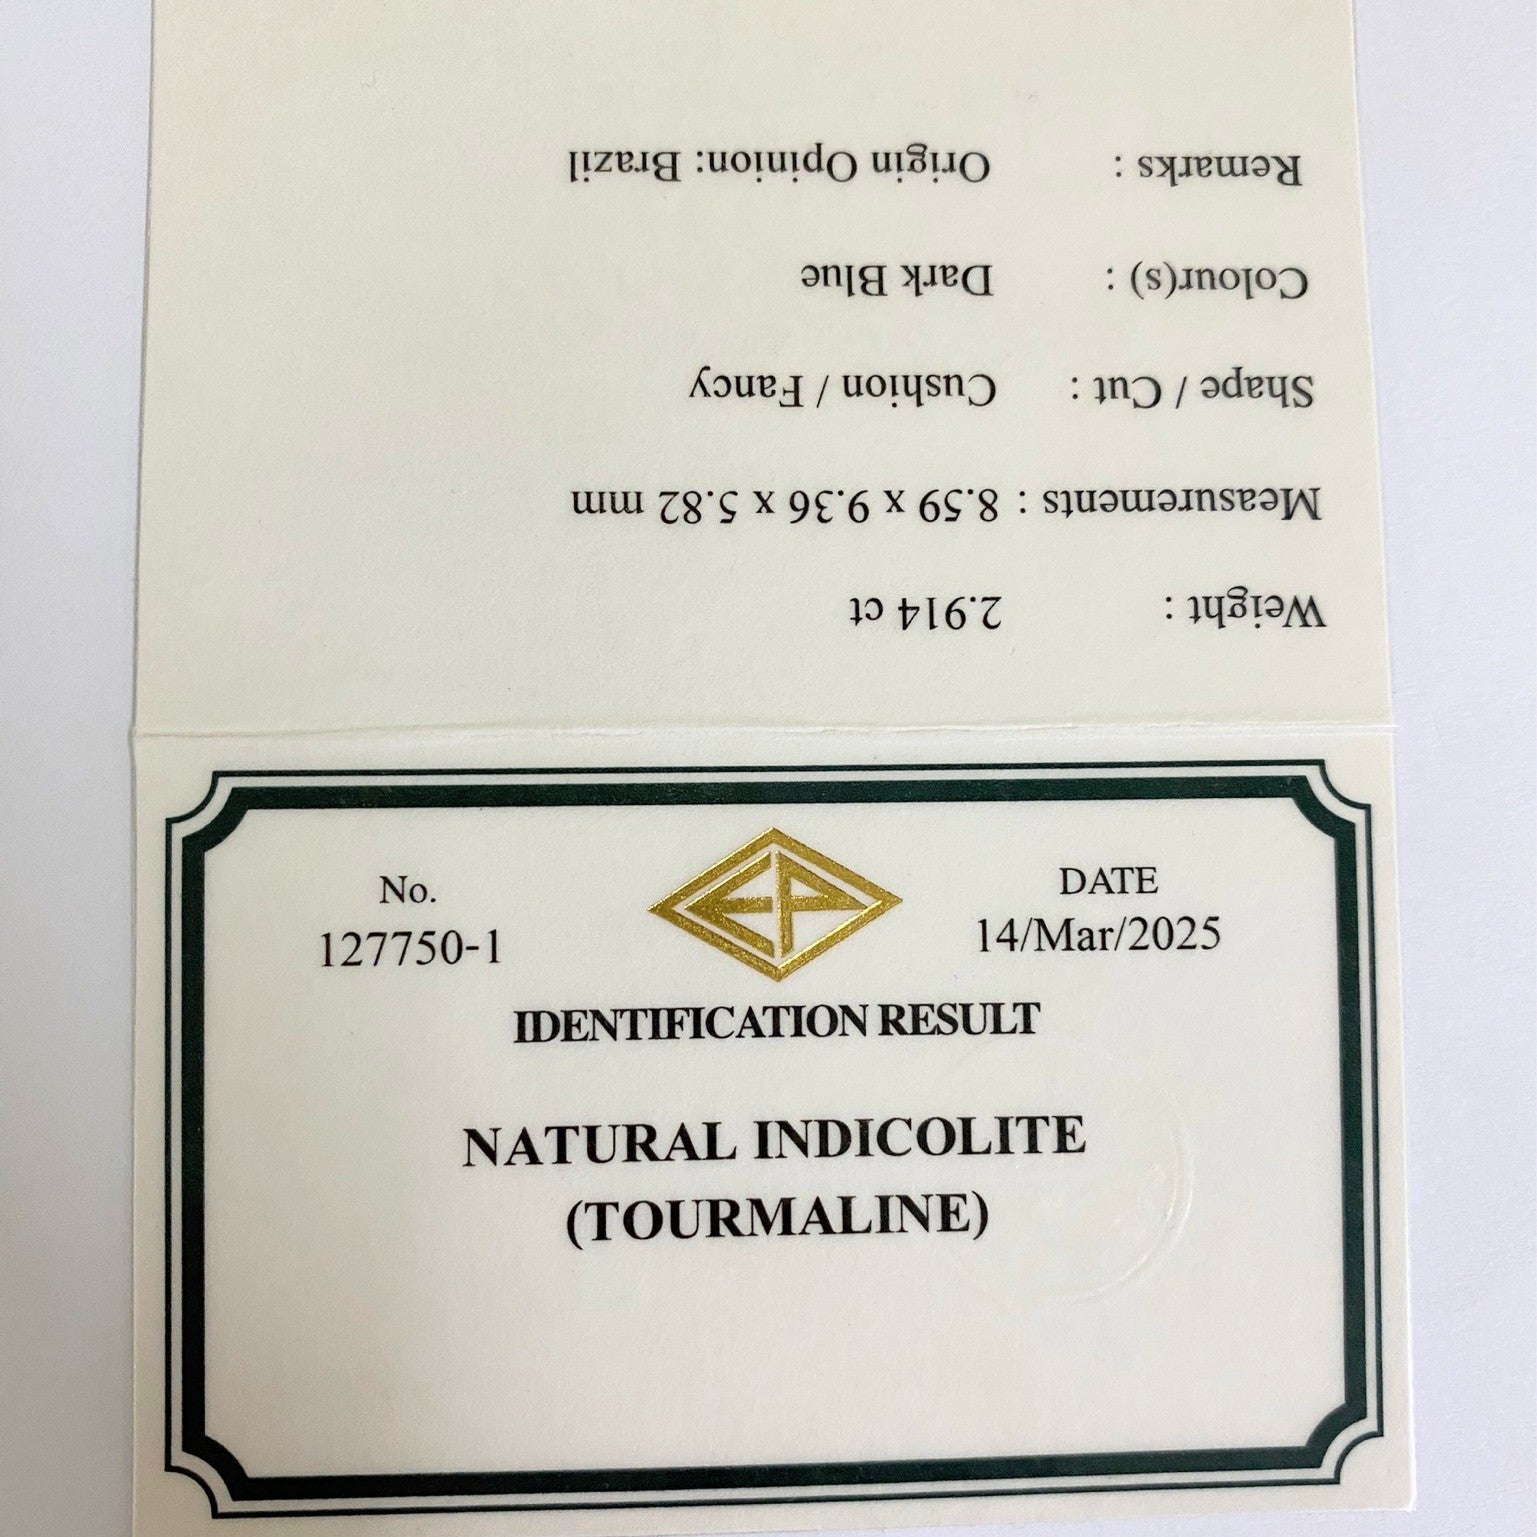 No.
127750-1
EP
DATE
14/Mar/2025
IDENTIFICATION RESULT
NATURAL INDICOLITE
(TOURMALINE)
Weight : 2.914 ct
Measurements : 8.59 x 9.36 x 5.82 mm
Shape / Cut : Cushion / Fancy
Colour(s) : Dark Blue
Remarks : Origin Opinion: Brazil